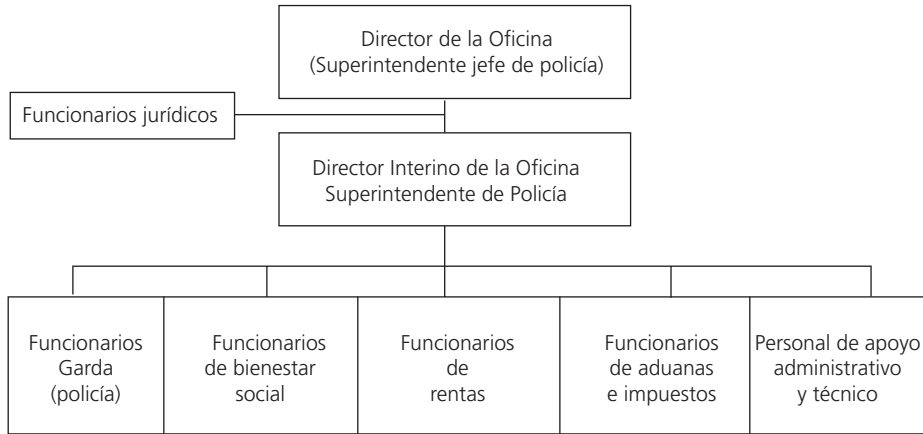 Director de la Oficina
(Superintendente jefe de policía)
Funcionarios jurídicos
Director Interino de la Oficina
Superintendente de Policía
Funcionarios
Garda
(policía)
Funcionarios
de bienestar
social
Funcionarios
de
rentas
Funcionarios
de aduanas
e impuestos
Personal de apoyo
administrativo
y técnico